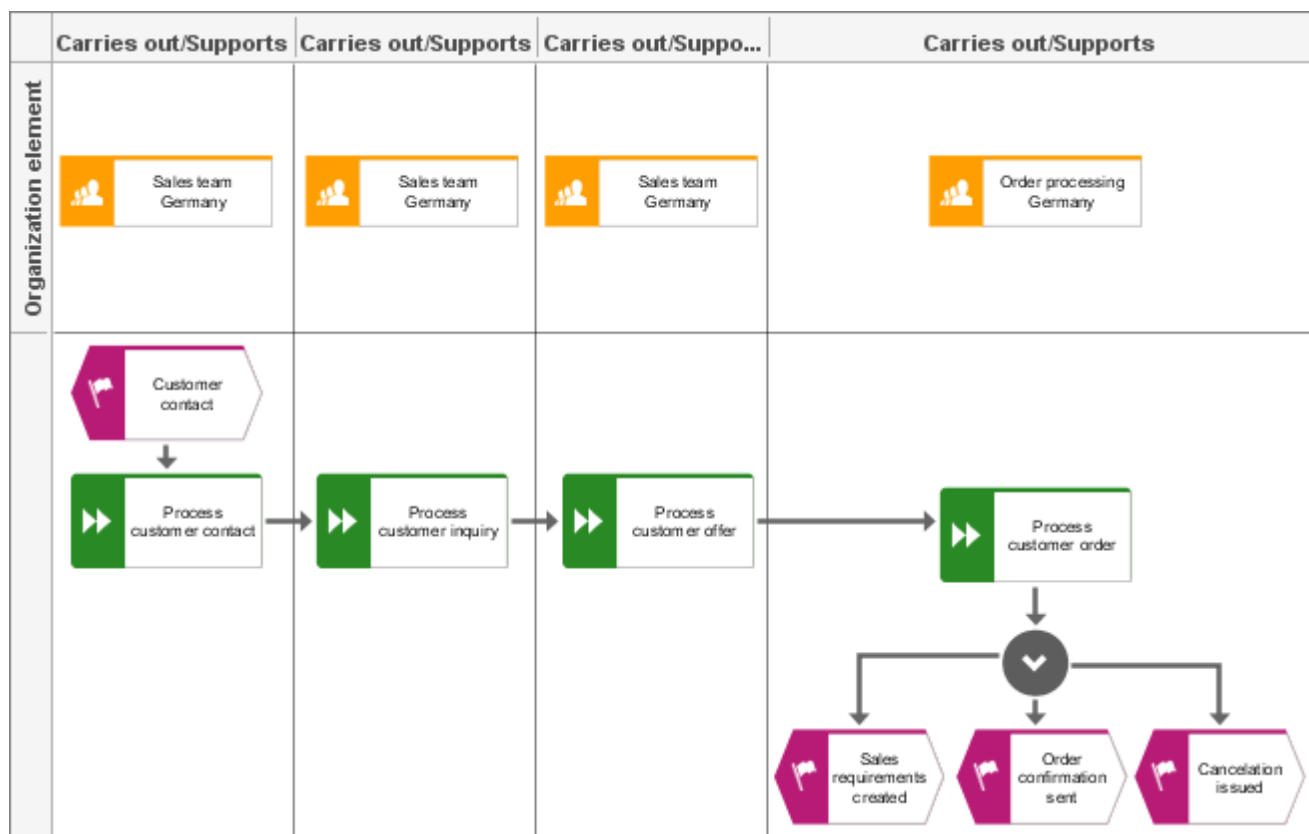 Carries out/Supports
Carries out/Supports
Carries out/Suppo...
Carries out/Supports
Organization element
Sales team
Germany
Sales team
Germany
Sales team
Germany
Order processing
Germany
Customer
contact
Process
customer contact
Process
customer inquiry
Process
customer offer
Process
customer order
Sales
requirements
created
Order
confirmation
sent
Cancelation
issued